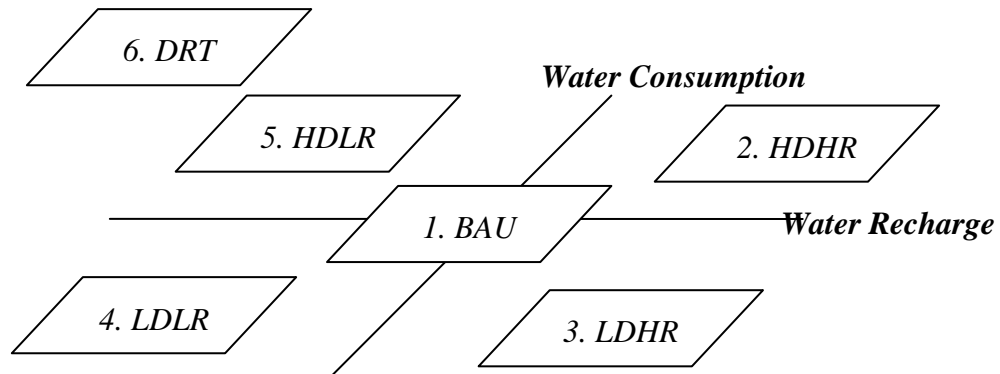 6. DRT
Water Consumption
5. HDLR
2. HDHR
1. BAU
Water Recharge
4. LDLR
3. LDHR